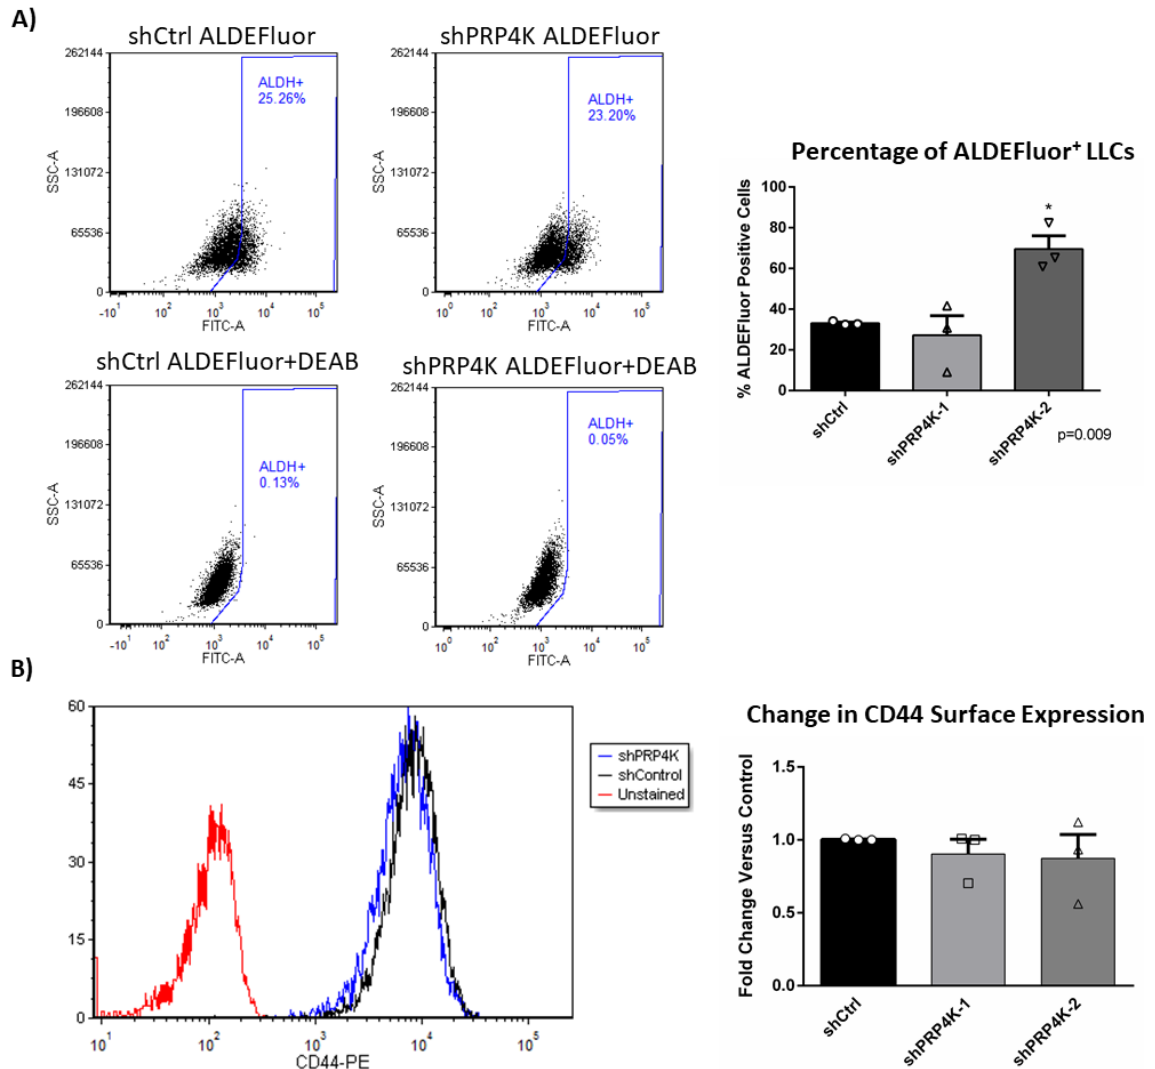 A)
shCtrl ALDEFluor
262144
196608
131072
65536
0
SSC-A
ALDH+
25.26%
-10¹ 10² 10³ 10⁴ 10⁵
FITC-A
shPRP4K ALDEFluor
262144
196608
131072
65536
0
SSC-A
ALDH+
23.20%
10⁰ 10² 10³ 10⁴ 10⁵
FITC-A
Percentage of ALDEFluor⁺ LLCs
% ALDEFluor Positive Cells
100
80
60
40
20
0
*
shCtrl
shPRP4K-1
shPRP4K-2
p=0.009
shCtrl ALDEFluor+DEAB
262144
196608
131072
65536
0
SSC-A
ALDH+
0.13%
-10¹ 10² 10³ 10⁴ 10⁵
FITC-A
shPRP4K ALDEFluor+DEAB
262144
196608
131072
65536
0
SSC-A
ALDH+
0.05%
10⁰ 10² 10³ 10⁴ 10⁵
FITC-A
B)
60
45
30
15
0
10¹ 10² 10³ 10⁴ 10⁵
CD44-PE
shPRP4K
shControl
Unstained
Change in CD44 Surface Expression
Fold Change Versus Control
1.5
1.0
0.5
0.0
shCtrl
shPRP4K-1
shPRP4K-2